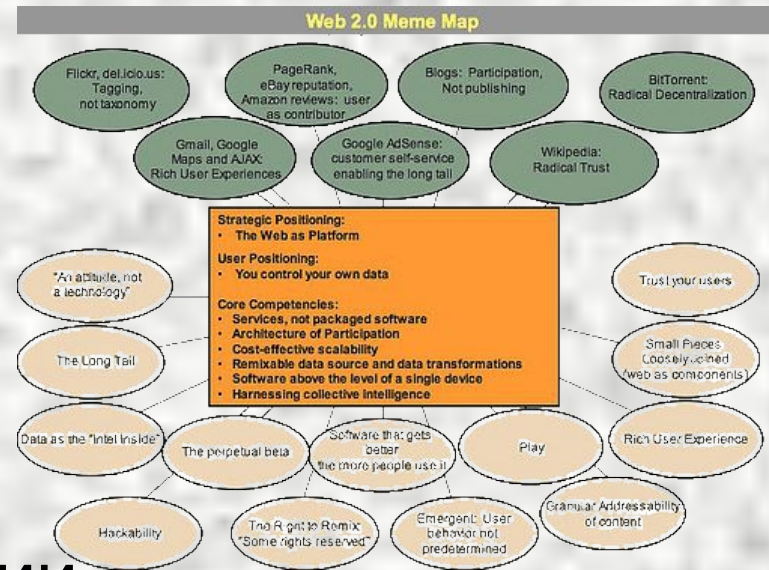 Web 2.0 Meme Map
Flickr, del.icio.us:
Tagging,
not taxonomy
PageRank,
eBay reputation,
Amazon reviews: user
as contributor
Blogs: Participation,
Not publishing
BitTorrent:
Radical Decentralization
Gmail, Google
Maps and AJAX:
Rich User Experiences
Google AdSense:
customer self-service
enabling the long tail
Wikipedia:
Radical Trust
Strategic Positioning:
• The Web as Platform
User Positioning:
• You control your own data
Core Competencies:
• Services, not packaged software
• Architecture of Participation
• Cost-effective scalability
• Remixable data source and data transformations
• Software above the level of a single device
• Harnessing collective intelligence
"An attitude, not
a technology"
Trust your users
The Long Tail
Small Pieces
Loosely Joined
(web as components)
Data as the "Intel Inside"
The perpetual beta
Software that gets
better
the more people use it
Play
Rich User Experience
Hackability
The Right to Remix
"Some rights reserved"
Emergent: User
behavior not
predetermined
Granular Addressability
of content